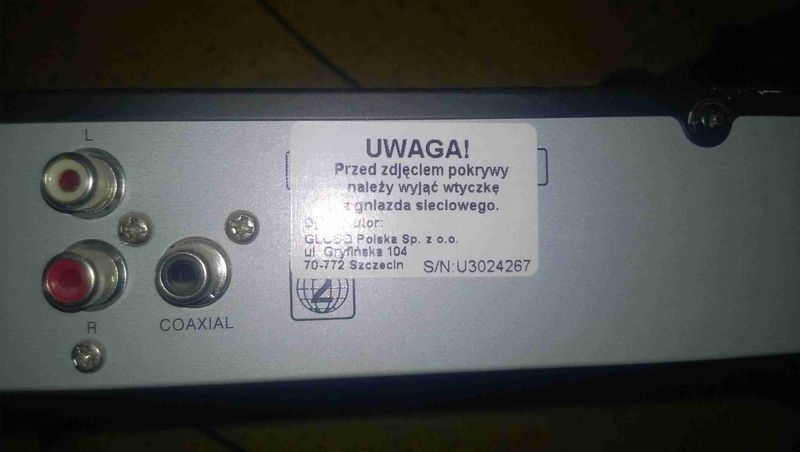 L
UWAGA!
Przed zdjęciem pokrywy
należy wyjąć wtyczkę
z gniazda sieciowego.
GLOBO Polska Sp. z o.o.
ul. Gryfińska 104
70-772 Szczecin S/N:U3024267
R
COAXIAL